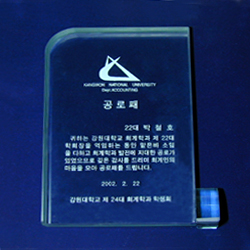 KANGWON NATIONAL UNIVERSITY
Dept. ACCOUNTING
공로패
22대 박철호
귀하는 강원대학교 회계학과 제 22대
학회장을 역임하는 동안 맡은바 소임
을 다하고 회계학과 발전에 지대한 공로가
있었으므로 깊은 감사를 드리며 회계인의
마음을 모아 공로패를 드립니다.
2002. 2. 22
강원대학교 제 24대 회계학과 학생회